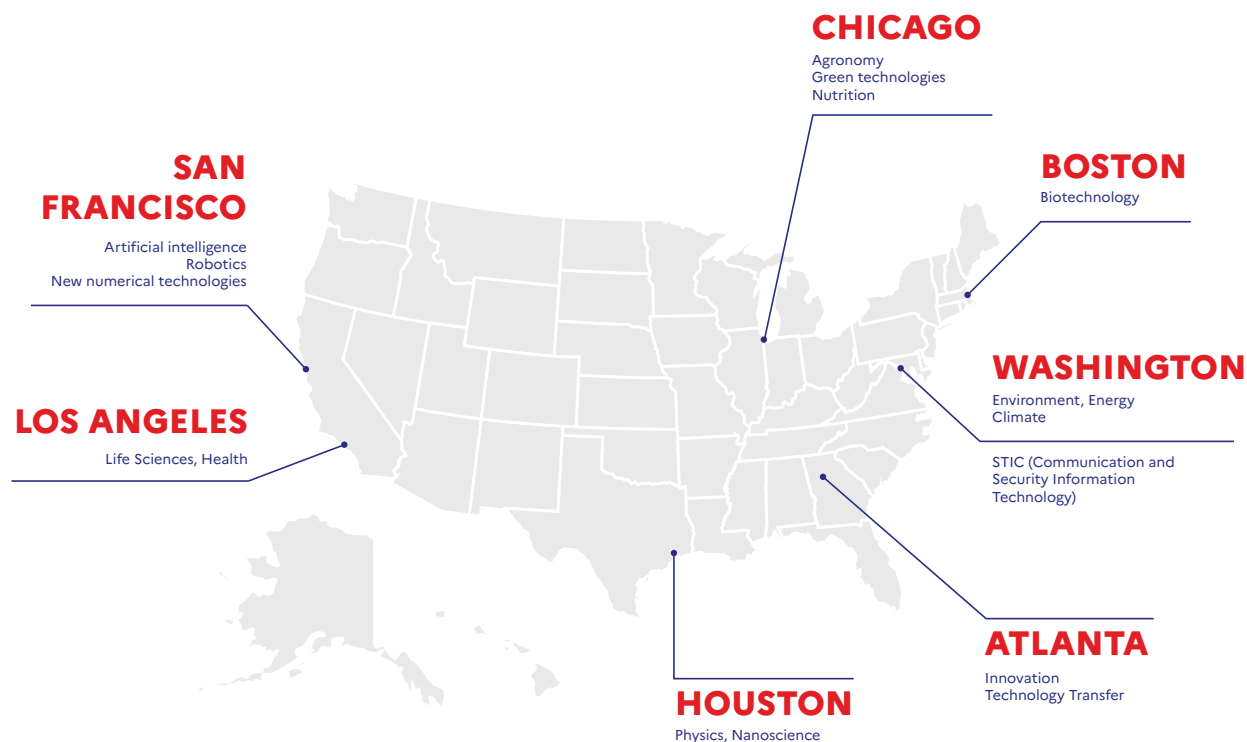 CHICAGO
Agronomy
Green technologies
Nutrition
SAN
FRANCISCO
Artificial intelligence
Robotics
New numerical technologies
BOSTON
Biotechnology
LOS ANGELES
Life Sciences, Health
WASHINGTON
Environment, Energy
Climate
STIC (Communication and
Security Information
Technology)
ATLANTA
Innovation
Technology Transfer
HOUSTON
Physics, Nanoscience